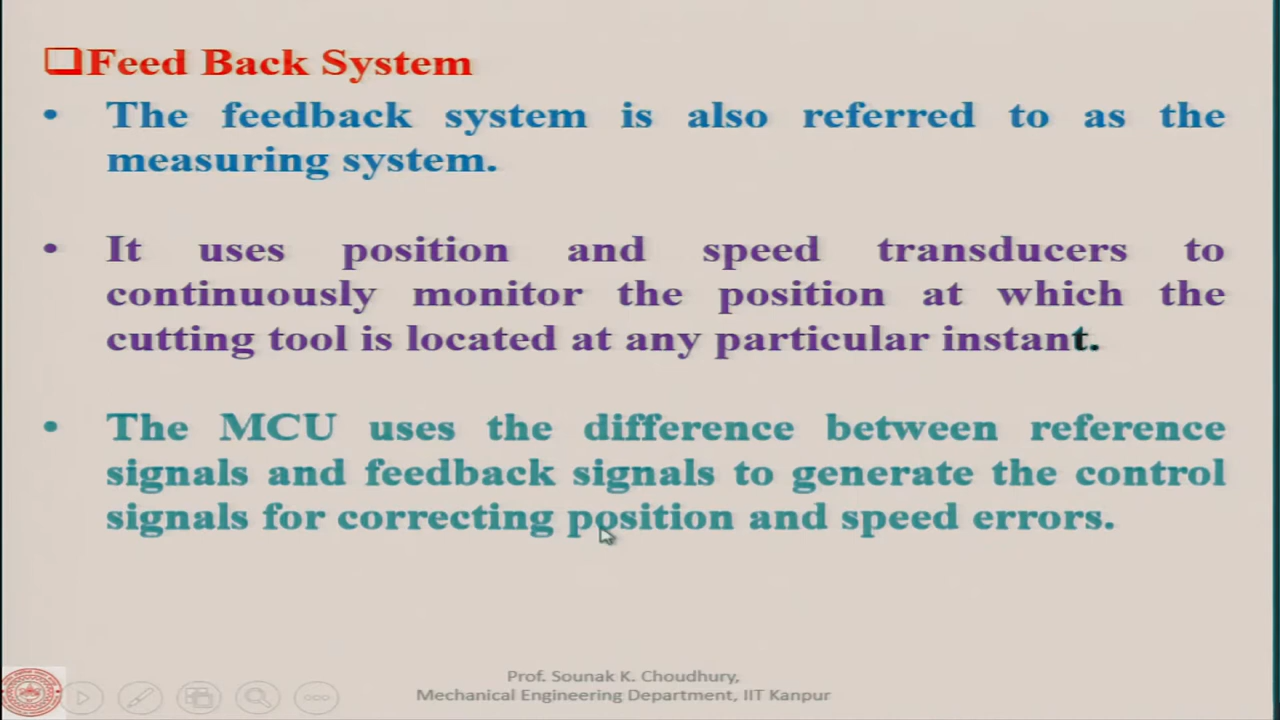 ❑Feed Back System
• The feedback system is also referred to as the
measuring system.
• It uses position and speed transducers to
continuously monitor the position at which the
cutting tool is located at any particular instant.
• The MCU uses the difference between reference
signals and feedback signals to generate the control
signals for correcting position and speed errors.
Prof. Sounak K. Choudhury,
Mechanical Engineering Department, IIT Kanpur